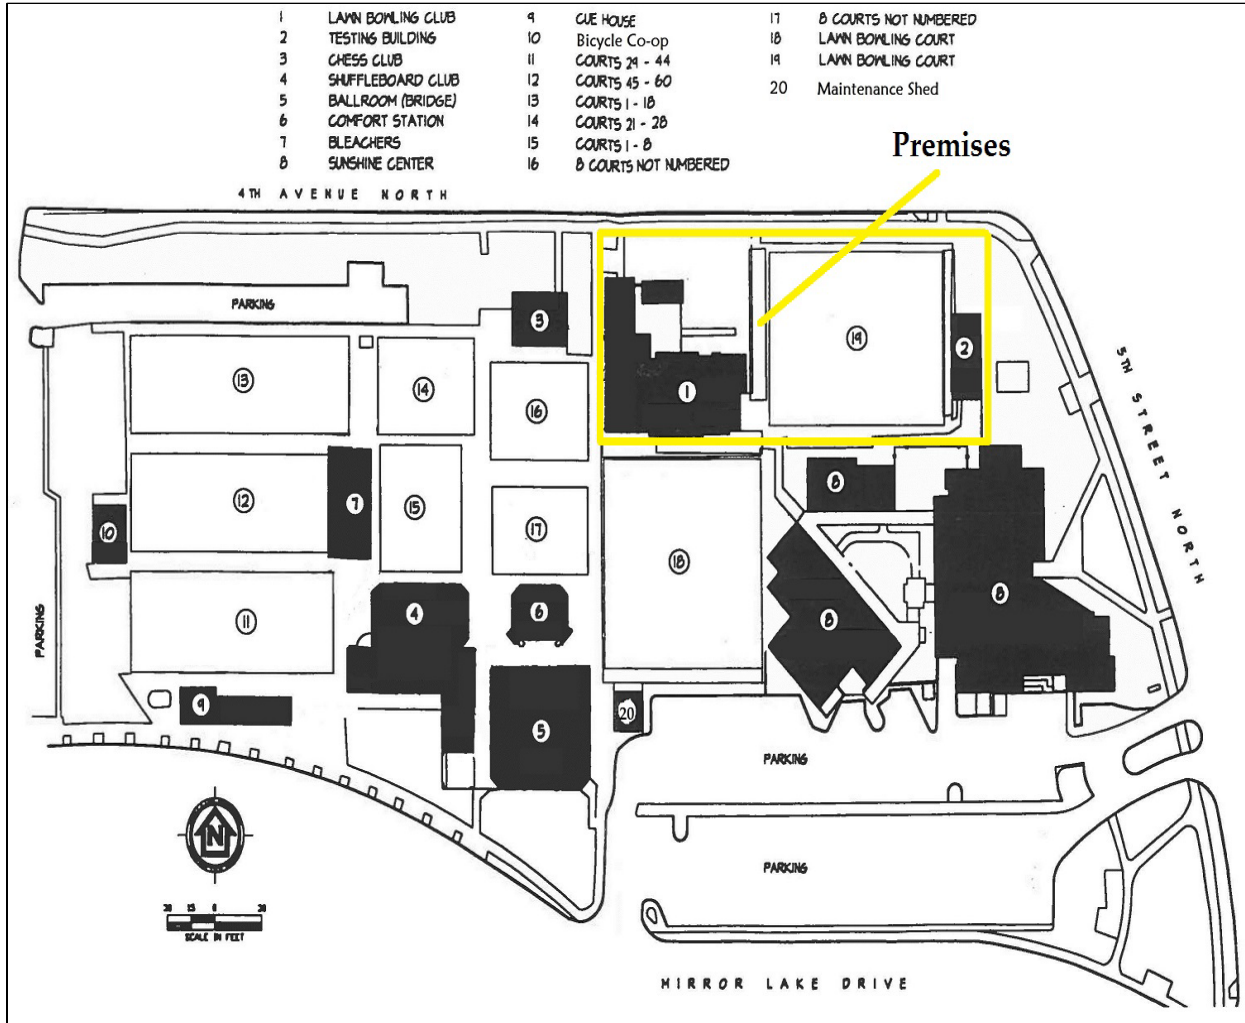 1 LAWN BOWLING CLUB
2 TESTING BUILDING
3 CHESS CLUB
4 SHUFFLEBOARD CLUB
5 BALLROOM (BRIDGE)
6 COMFORT STATION
7 BLEACHERS
8 SUNSHINE CENTER
9 CUE HOUSE
10 Bicycle Co-op
11 COURTS 29 - 44
12 COURTS 45 - 60
13 COURTS 1 - 18
14 COURTS 21 - 28
15 COURTS 1 - 8
16 8 COURTS NOT NUMBERED
17 8 COURTS NOT NUMBERED
18 LAWN BOWLING COURT
19 LAWN BOWLING COURT
20 Maintenance Shed
Premises
4TH AVENUE NORTH
PARKING
3
19
2
13
14
16
1
8
12
7
15
10
17
18
8
8
11
4
6
9
5
20
5TH STREET NORTH
PARKING
PARKING
PARKING
N
SCALE IN FEET
MIRROR LAKE DRIVE